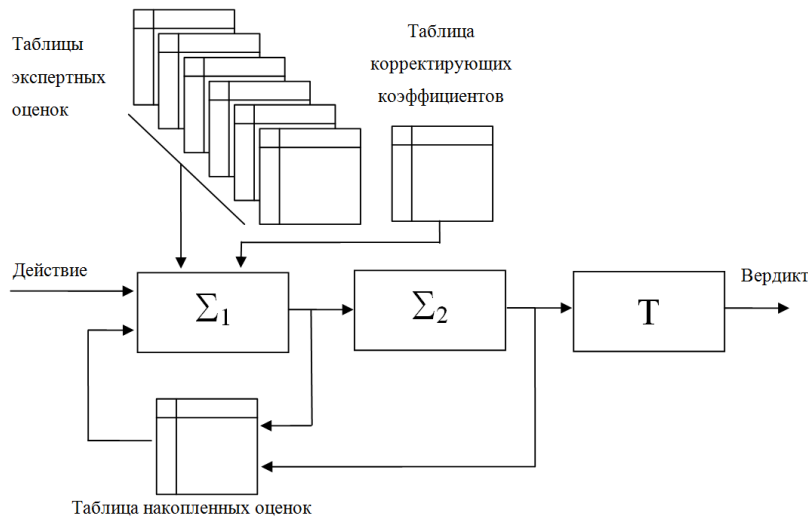 Таблицы
экспертных
оценок
Таблица
корректирующих
коэффициентов
Действие
Σ₁
Σ₂
T
Вердикт
Таблица накопленных оценок